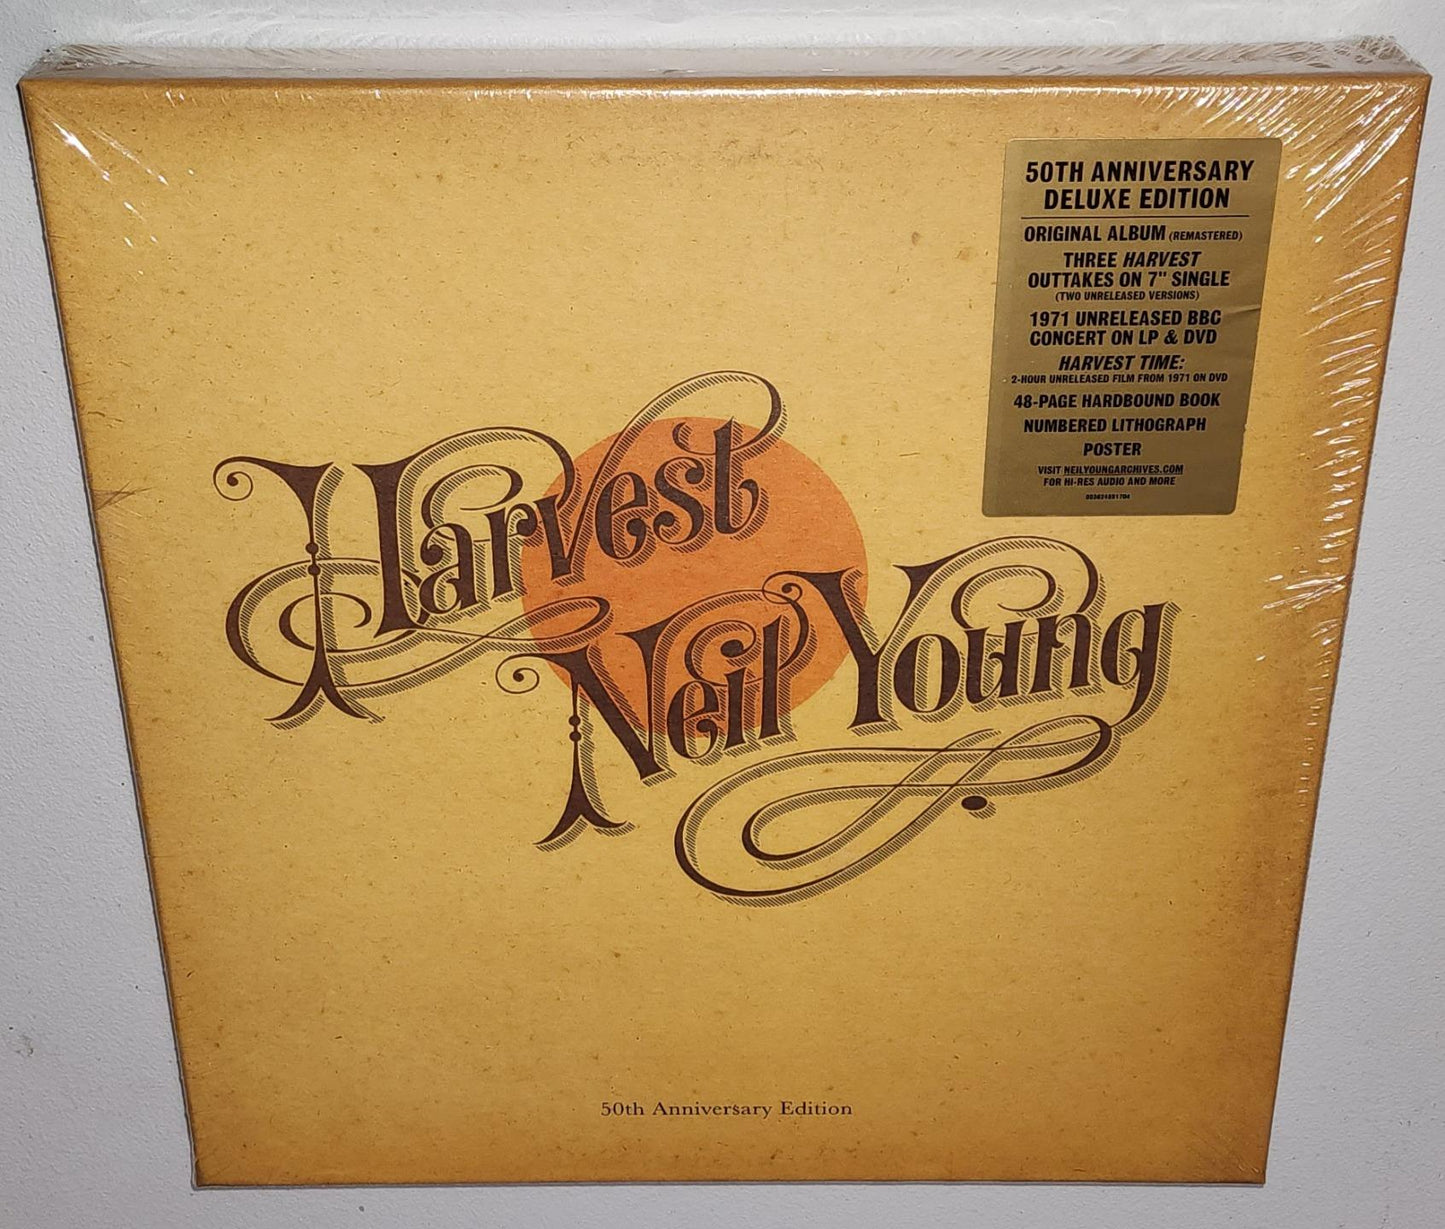 Harvest
Neil Young
50th Anniversary Edition
50TH ANNIVERSARY
DELUXE EDITION
ORIGINAL ALBUM (REMASTERED)
THREE HARVEST
OUTTAKES ON 7" SINGLE
(TWO UNRELEASED VERSIONS)
1971 UNRELEASED BBC
CONCERT ON LP & DVD
HARVEST TIME:
2-HOUR UNRELEASED FILM FROM 1971 ON DVD
48-PAGE HARDBOUND BOOK
NUMBERED LITHOGRAPH
POSTER
VISIT NEILYOUNGARCHIVES.COM
FOR HI-RES AUDIO AND MORE